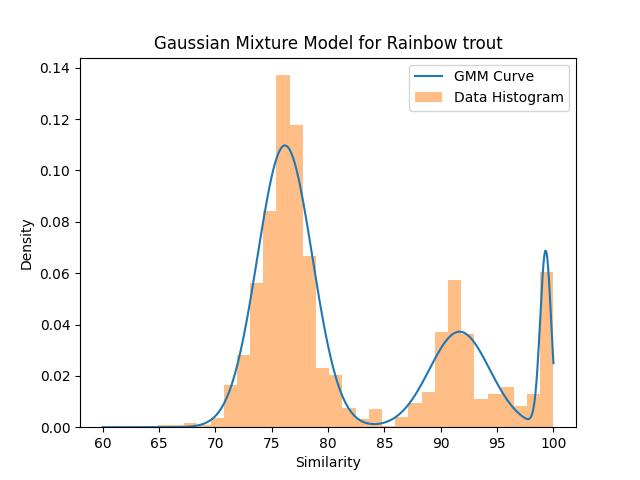 Gaussian Mixture Model for Rainbow trout
GMM Curve
Data Histogram
0.14
0.12
0.10
0.08
0.06
0.04
0.02
0.00
Density
60 65 70 75 80 85 90 95 100
Similarity